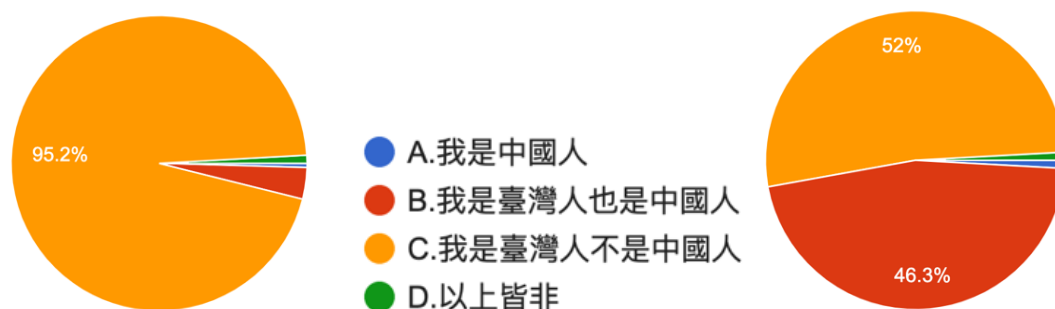 95.2%
A.我是中國人
B.我是臺灣人也是中國人
C.我是臺灣人不是中國人
D.以上皆非
52%
46.3%